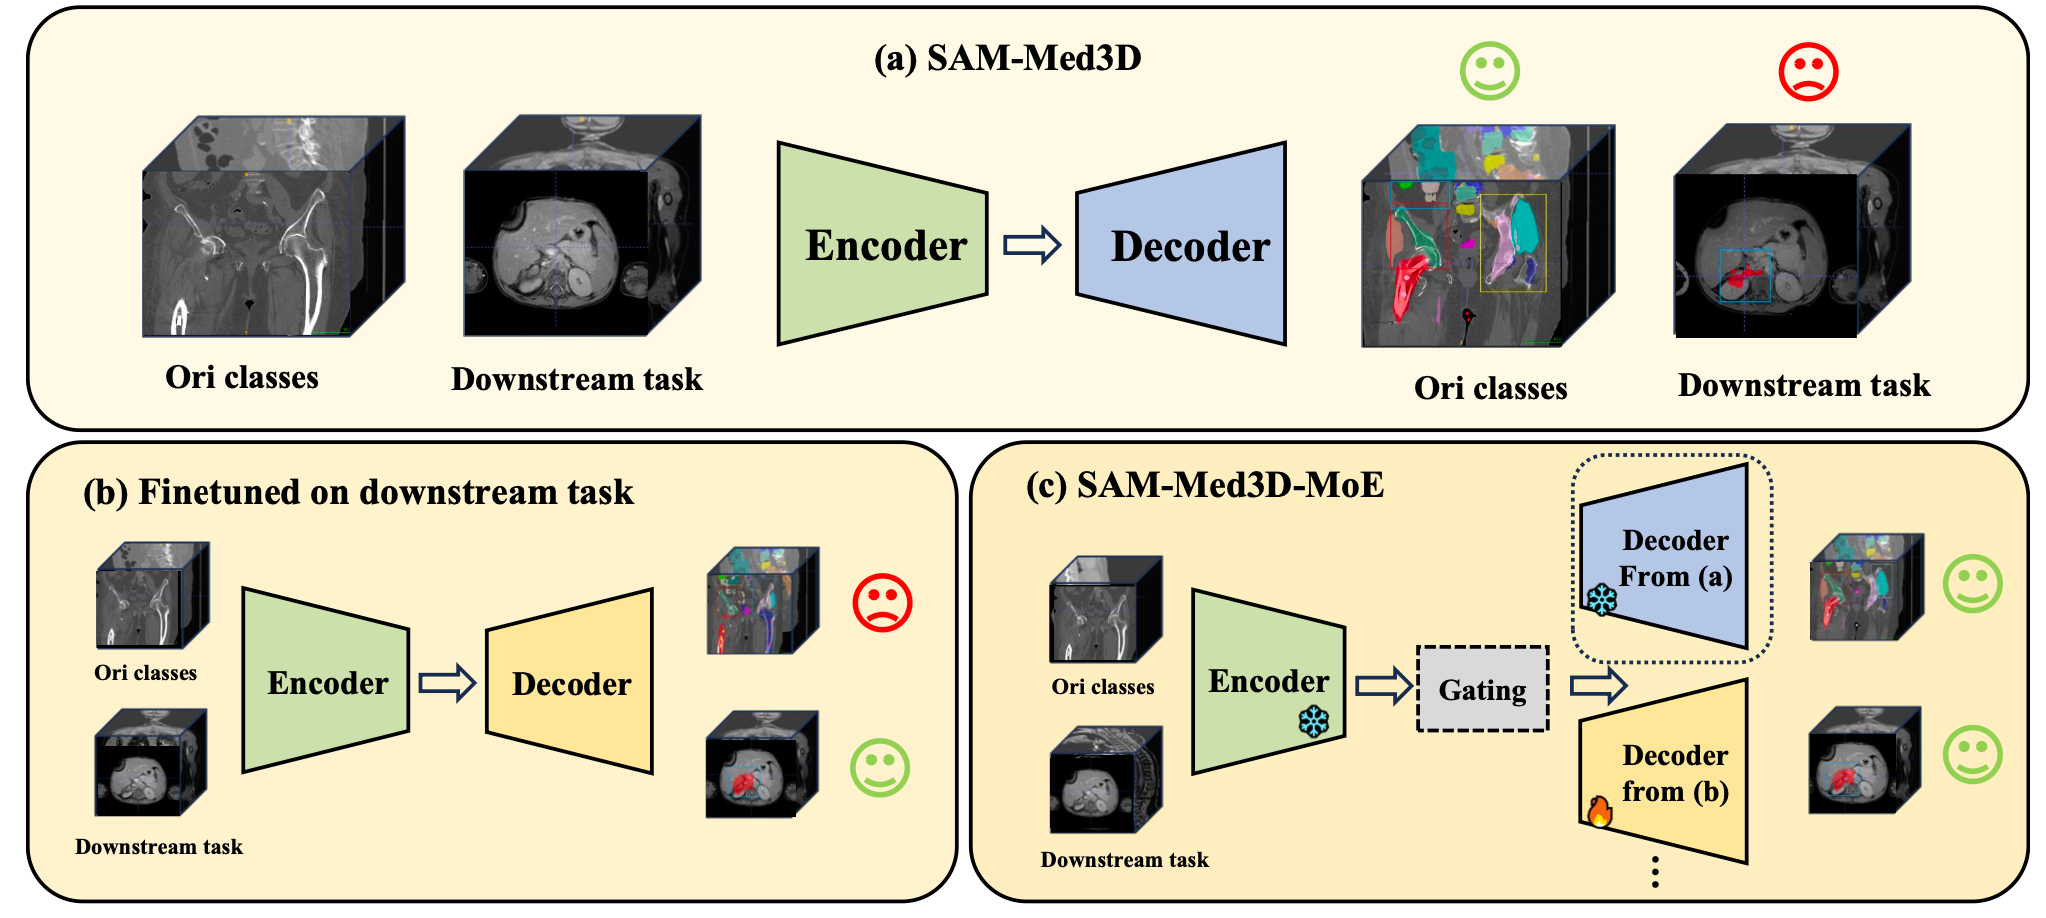 (a) SAM-Med3D
Encoder
Decoder
Ori classes
Downstream task
Ori classes
Downstream task
(b) Finetuned on downstream task
Ori classes
Encoder
Decoder
Downstream task
(c) SAM-Med3D-MoE
Decoder
From (a)
Ori classes
Encoder
Gating
Decoder
from (b)
Downstream task